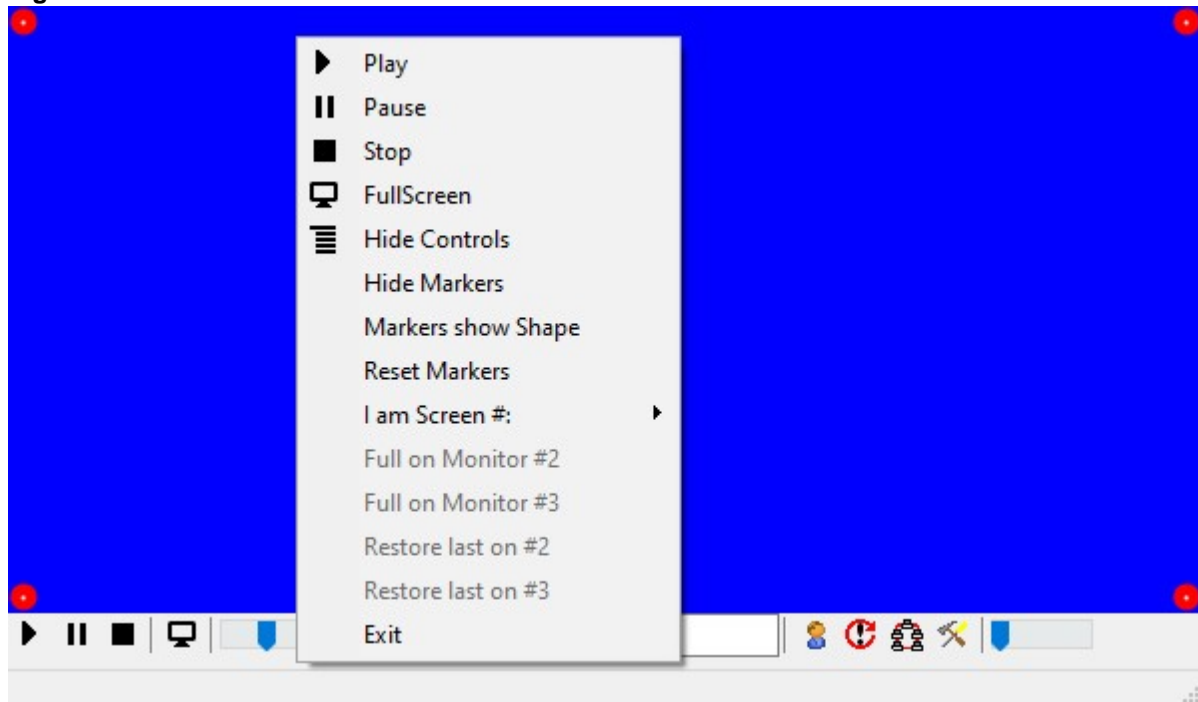 Play
Pause
Stop
FullScreen
Hide Controls
Hide Markers
Markers show Shape
Reset Markers
I am Screen #:
Full on Monitor #2
Full on Monitor #3
Restore last on #2
Restore last on #3
Exit